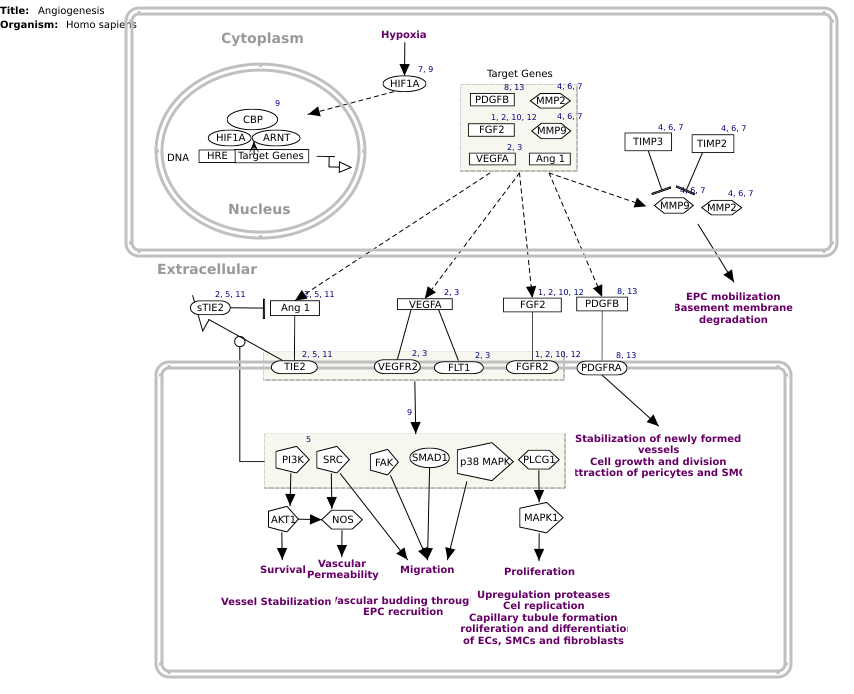 Title: Angiogenesis
Organism: Homo sapiens
Cytoplasm
Hypoxia
7, 9
HIF1A
Target Genes
8, 13
4, 6, 7
PDGFB
MMP2
1, 2, 10, 12
4, 6, 7
FGF2
MMP9
2, 3
VEGFA
Ang 1
9
CBP
HIF1A
ARNT
DNA
HRE
Target Genes
Nucleus
4, 6, 7
4, 6, 7
TIMP3
TIMP2
4, 6, 7
4, 6, 7
MMP9
MMP2
Extracellular
EPC mobilization
Basement membrane
degradation
2, 5, 11
2, 5, 11
2, 3
1, 2, 10, 12
8, 13
sTIE2
Ang 1
VEGFA
FGF2
PDGFB
2, 5, 11
2, 3
2, 3
1, 2, 10, 12
8, 13
TIE2
VEGFR2
FLT1
FGFR2
PDGFRA
9
Stabilization of newly formed
vessels
Cell growth and division
ttraction of pericytes and SMC
5
PI3K
SRC
FAK
SMAD1
p38 MAPK
PLCG1
AKT1
NOS
MAPK1
Survival
Vascular
Permeability
Migration
Proliferation
Vessel Stabilization
Vascular budding throug
EPC recruition
Upregulation proteases
Cel replication
Capillary tubule formation
roliferation and differentiation
of ECs, SMCs and fibroblasts